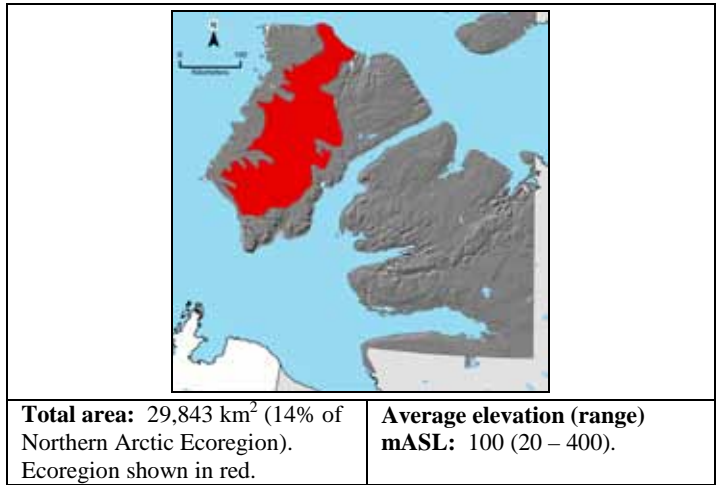 N
0 100
Kilometers
Total area: 29,843 km² (14% of
Northern Arctic Ecoregion).
Ecoregion shown in red.
Average elevation (range)
mASL: 100 (20 – 400).